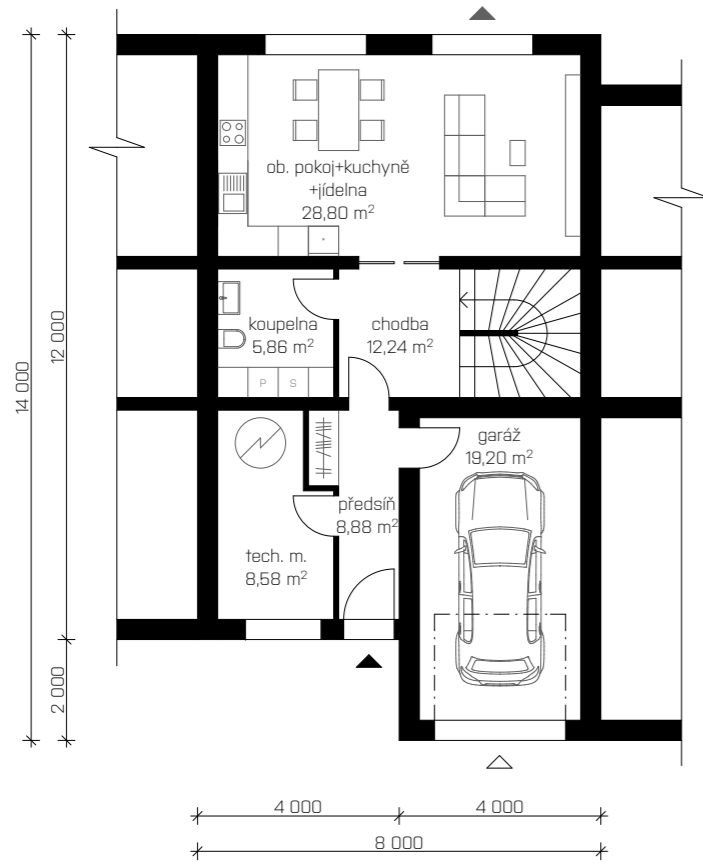 ob. pokoj+kuchyně
+jídelna
28,80 m²
koupelna
5,86 m²
chodba
12,24 m²
P S
garáž
19,20 m²
předsíň
8,88 m²
tech. m.
8,58 m²
14 000
12 000
2 000
4 000
4 000
8 000